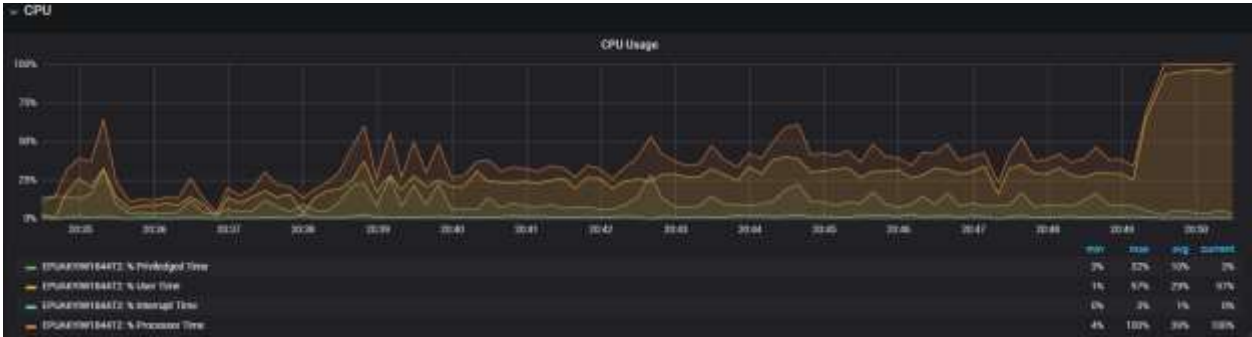 CPU
CPU Usage
100%
75%
50%
25%
0%
20:35 20:36 20:37 20:38 20:39 20:40 20:41 20:42 20:43 20:44 20:45 20:46 20:47 20:48 20:49 20:50
min max avg current
% Priviledged Time 3% 32% 10% 3%
% User Time 1% 97% 29% 97%
% Interrupt Time 0% 3% 1% 0%
% Processor Time 4% 100% 39% 100%